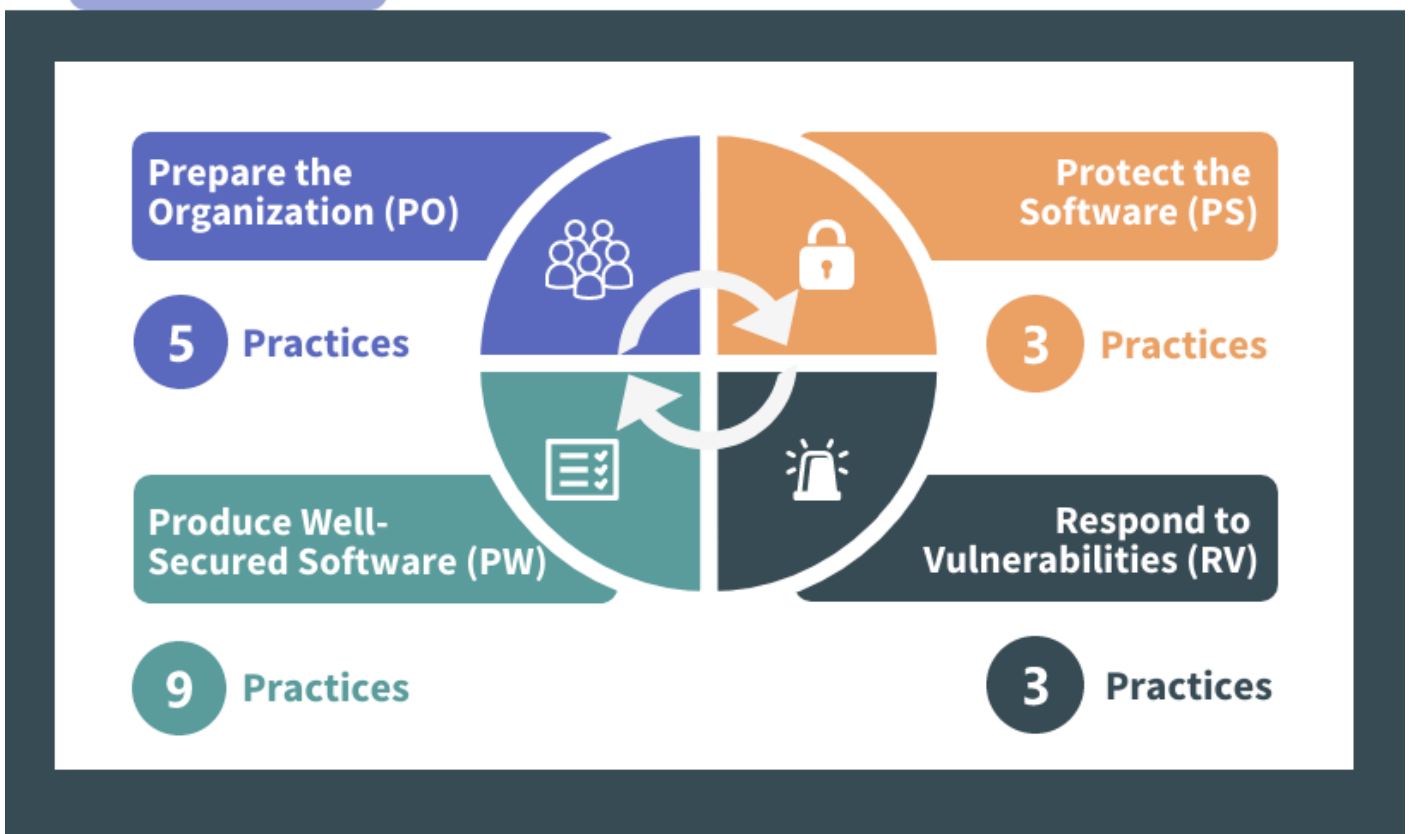 Prepare the
Organization (PO)
5 Practices
Protect the
Software (PS)
3 Practices
Produce Well-
Secured Software (PW)
9 Practices
Respond to
Vulnerabilities (RV)
3 Practices